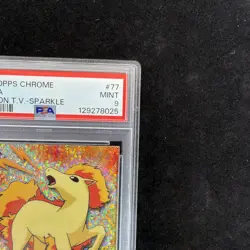 OPPS CHROME #77
A MINT
ON T.V.-SPARKLE 9
PSA
129278025